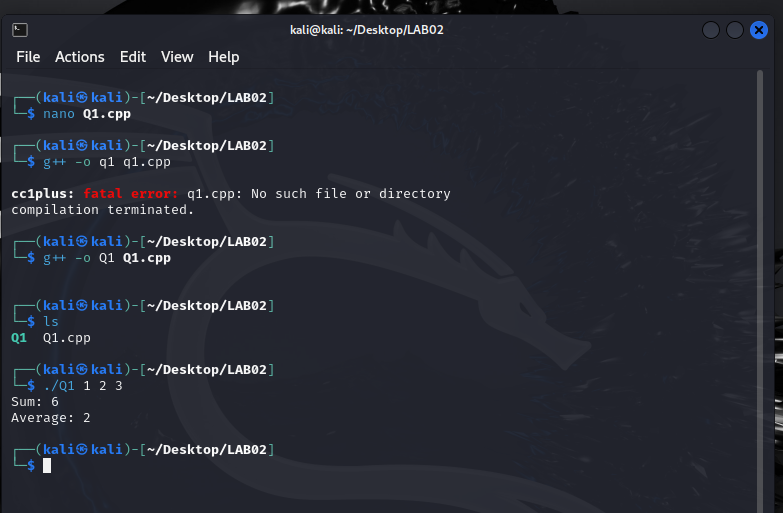 kali@kali: ~/Desktop/LAB02
File Actions Edit View Help
┌──(kali㉿kali)-[~/Desktop/LAB02]
└─$ nano Q1.cpp
┌──(kali㉿kali)-[~/Desktop/LAB02]
└─$ g++ -o q1 q1.cpp
cc1plus: fatal error: q1.cpp: No such file or directory
compilation terminated.
┌──(kali㉿kali)-[~/Desktop/LAB02]
└─$ g++ -o Q1 Q1.cpp
┌──(kali㉿kali)-[~/Desktop/LAB02]
└─$ ls
Q1  Q1.cpp
┌──(kali㉿kali)-[~/Desktop/LAB02]
└─$ ./Q1 1 2 3
Sum: 6
Average: 2
┌──(kali㉿kali)-[~/Desktop/LAB02]
└─$